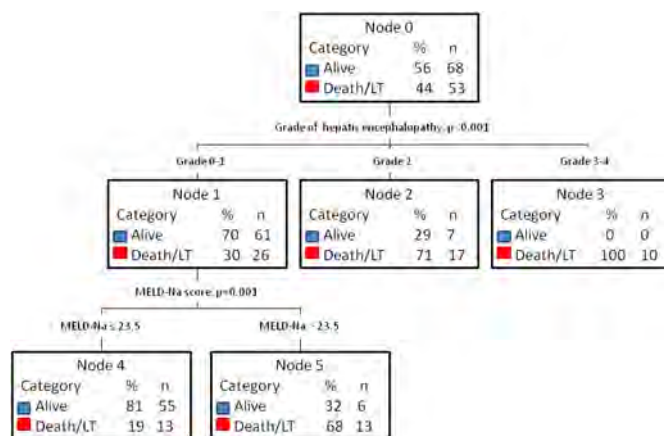 Node 0
Category % n
Alive 56 68
Death/LT 44 53
Grade of hepatic encephalopathy, p<0.001
Grade 0-1 Grade 2 Grade 3-4
Node 1 Node 2 Node 3
Category % n Category % n Category % n
Alive 70 61 Alive 29 7 Alive 0 0
Death/LT 30 26 Death/LT 71 17 Death/LT 100 10
MELD-Na score, p=0.001
MELD-Na ≤ 23.5 MELD-Na 23.5
Node 4 Node 5
Category % n Category % n
Alive 81 55 Alive 32 6
Death/LT 19 13 Death/LT 68 13